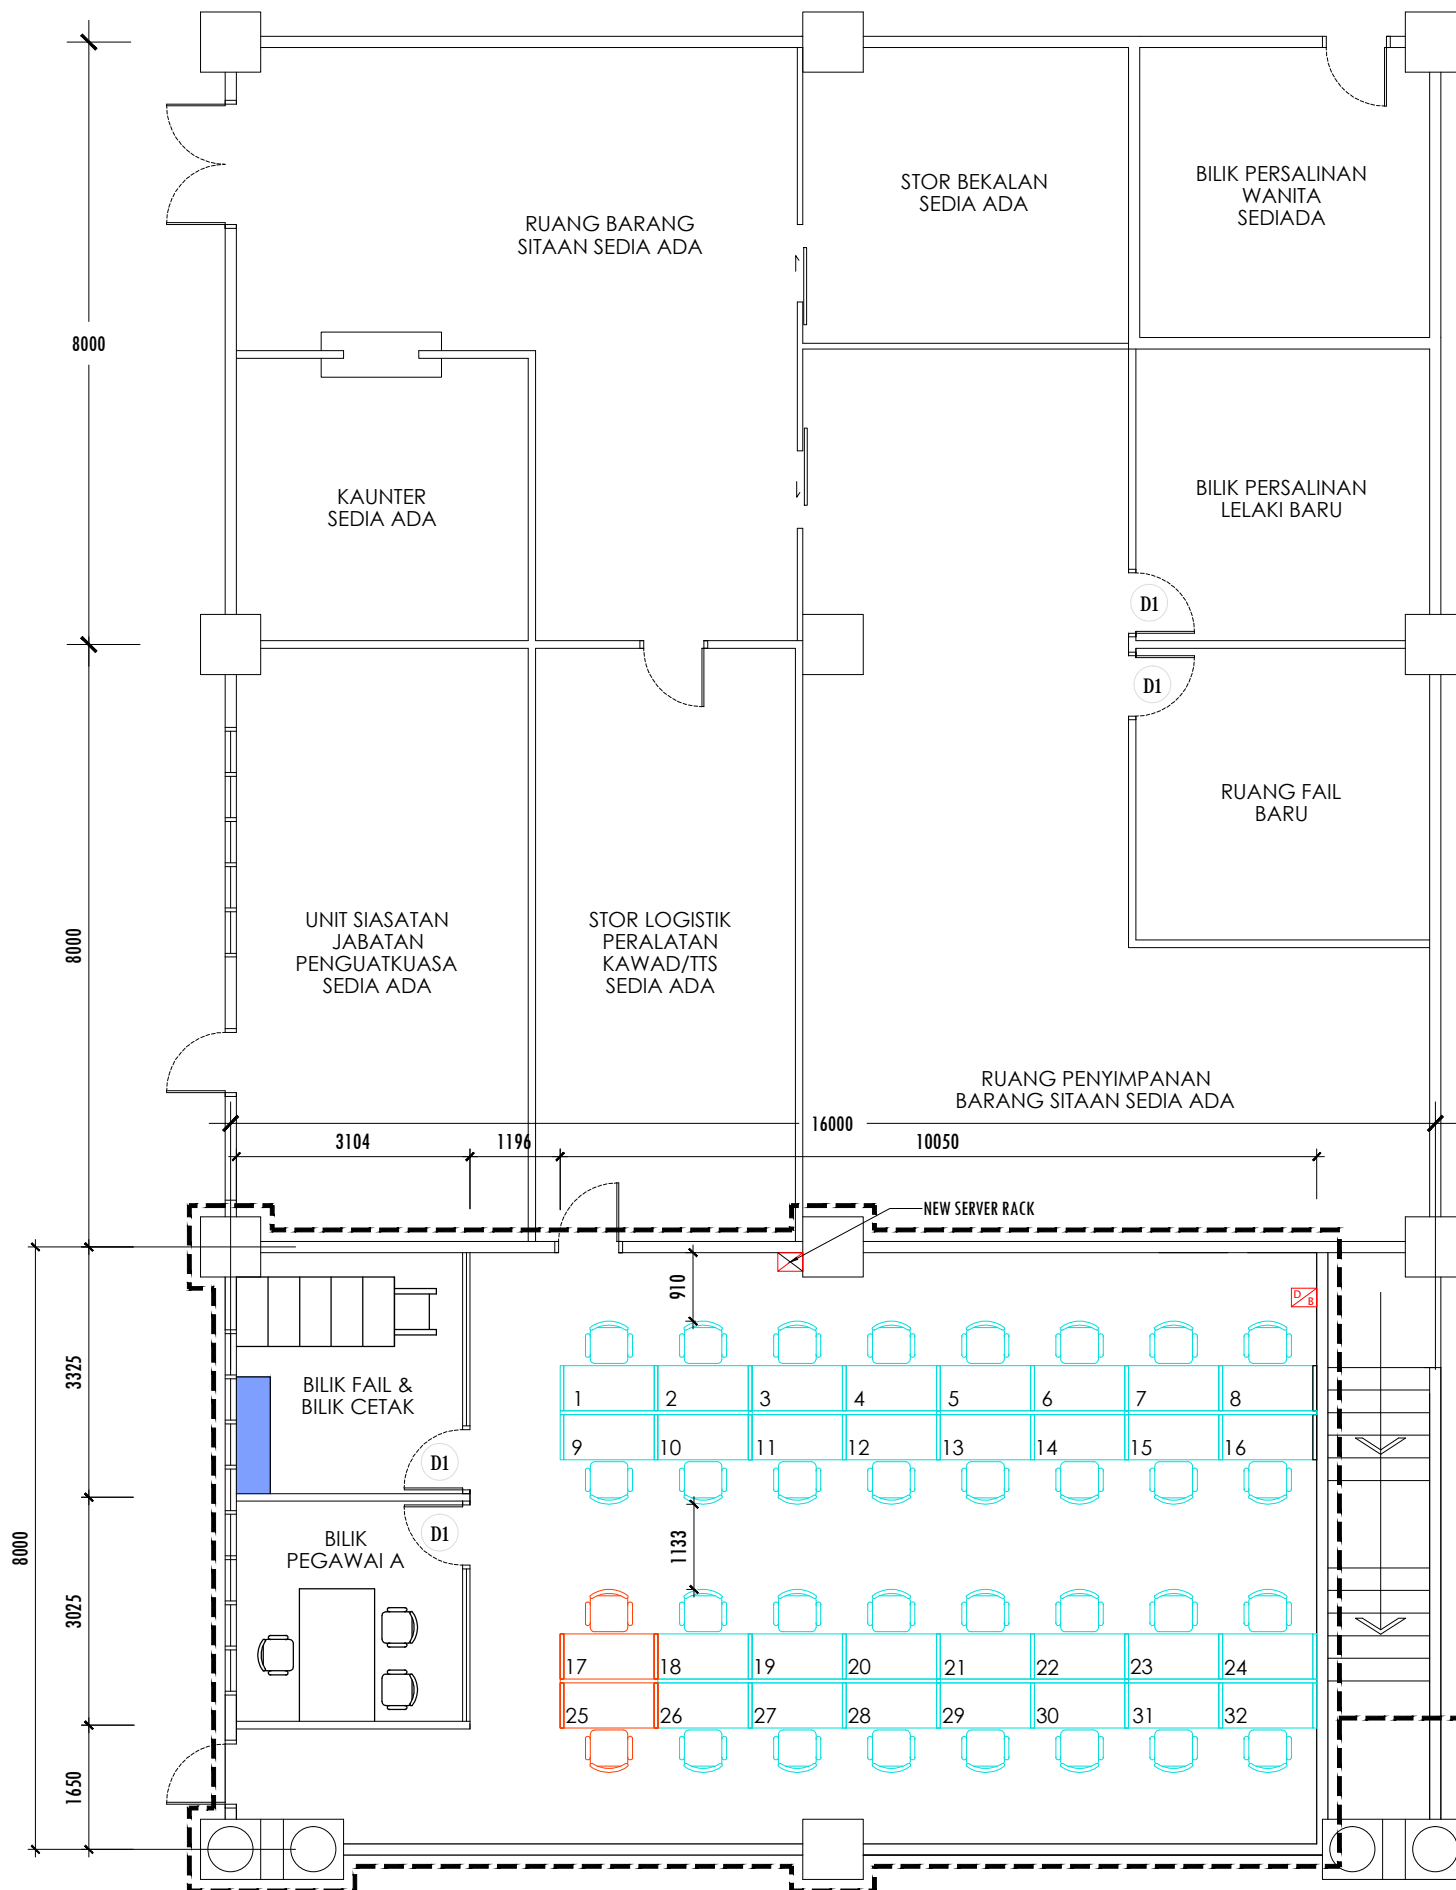 STOR BEKALAN
SEDIA ADA
BILIK PERSALINAN
WANITA
SEDIADA
RUANG BARANG
SITAAN SEDIA ADA
8000
KAUNTER
SEDIA ADA
BILIK PERSALINAN
LELAKI BARU
D1
D1
RUANG FAIL
BARU
8000
UNIT SIASATAN
JABATAN
PENGUATKUASA
SEDIA ADA
STOR LOGISTIK
PERALATAN
KAWAD/TTS
SEDIA ADA
RUANG PENYIMPANAN
BARANG SITAAN SEDIA ADA
16000
3104
1196
10050
NEW SERVER RACK
910
D
B
3325
BILIK FAIL &
BILIK CETAK
1
2
3
4
5
6
7
8
9
10
11
12
13
14
15
16
D1
D1
8000
BILIK
PEGAWAI A
1133
3025
17
18
19
20
21
22
23
24
25
26
27
28
29
30
31
32
1650